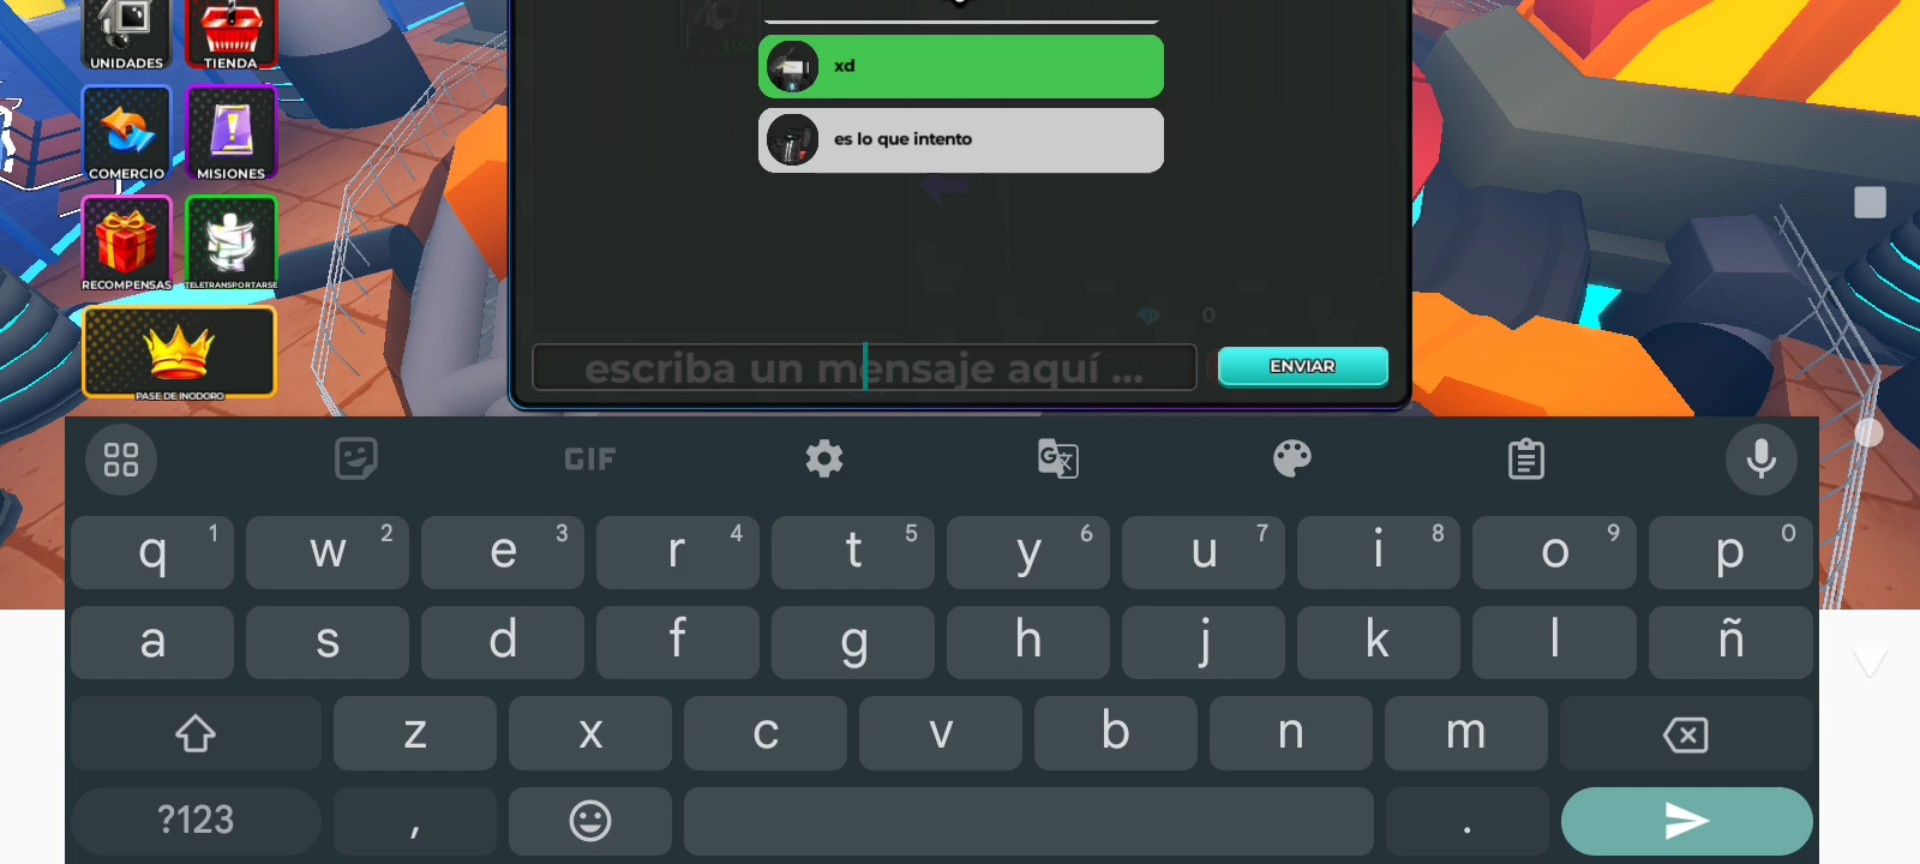 UNIDADES
TIENDA
COMERCIO
MISIONES
RECOMPENSAS
TELETRANSPORTARSE
PASE DE INODORO
xd
es lo que intento
0
escriba un mensaje aquí ...
ENVIAR
GIF
q 1 w 2 e 3 r 4 t 5 y 6 u 7 i 8 o 9 p 0
a s d f g h j k l ñ
z x c v b n m
?123 , .